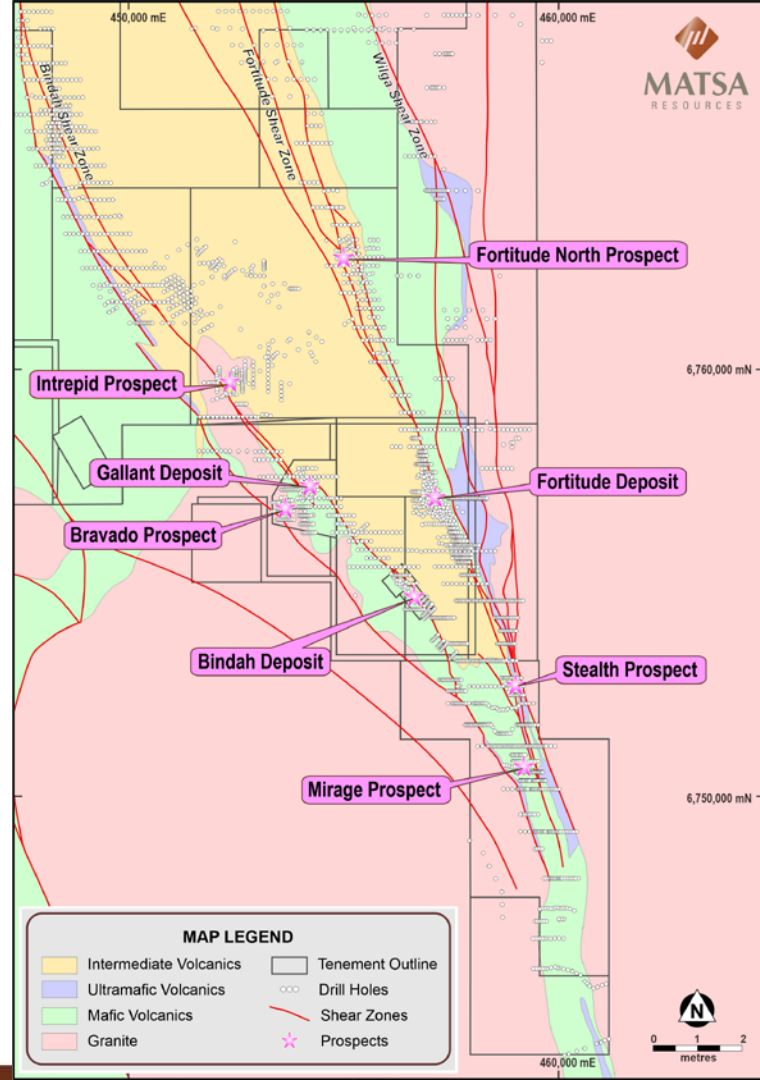 450,000 mE
460,000 mE
MATSA
RESOURCES
Bindah Shear Zone
Fortitude Shear Zone
Wilga Shear Zone
Fortitude North Prospect
6,760,000 mN
Intrepid Prospect
Gallant Deposit
Fortitude Deposit
Bravado Prospect
Bindah Deposit
Stealth Prospect
Mirage Prospect
6,750,000 mN
MAP LEGEND
Intermediate Volcanics
Tenement Outline
Ultramafic Volcanics
Drill Holes
Mafic Volcanics
Shear Zones
Granite
Prospects
N
0 1 2
metres
460,000 mE